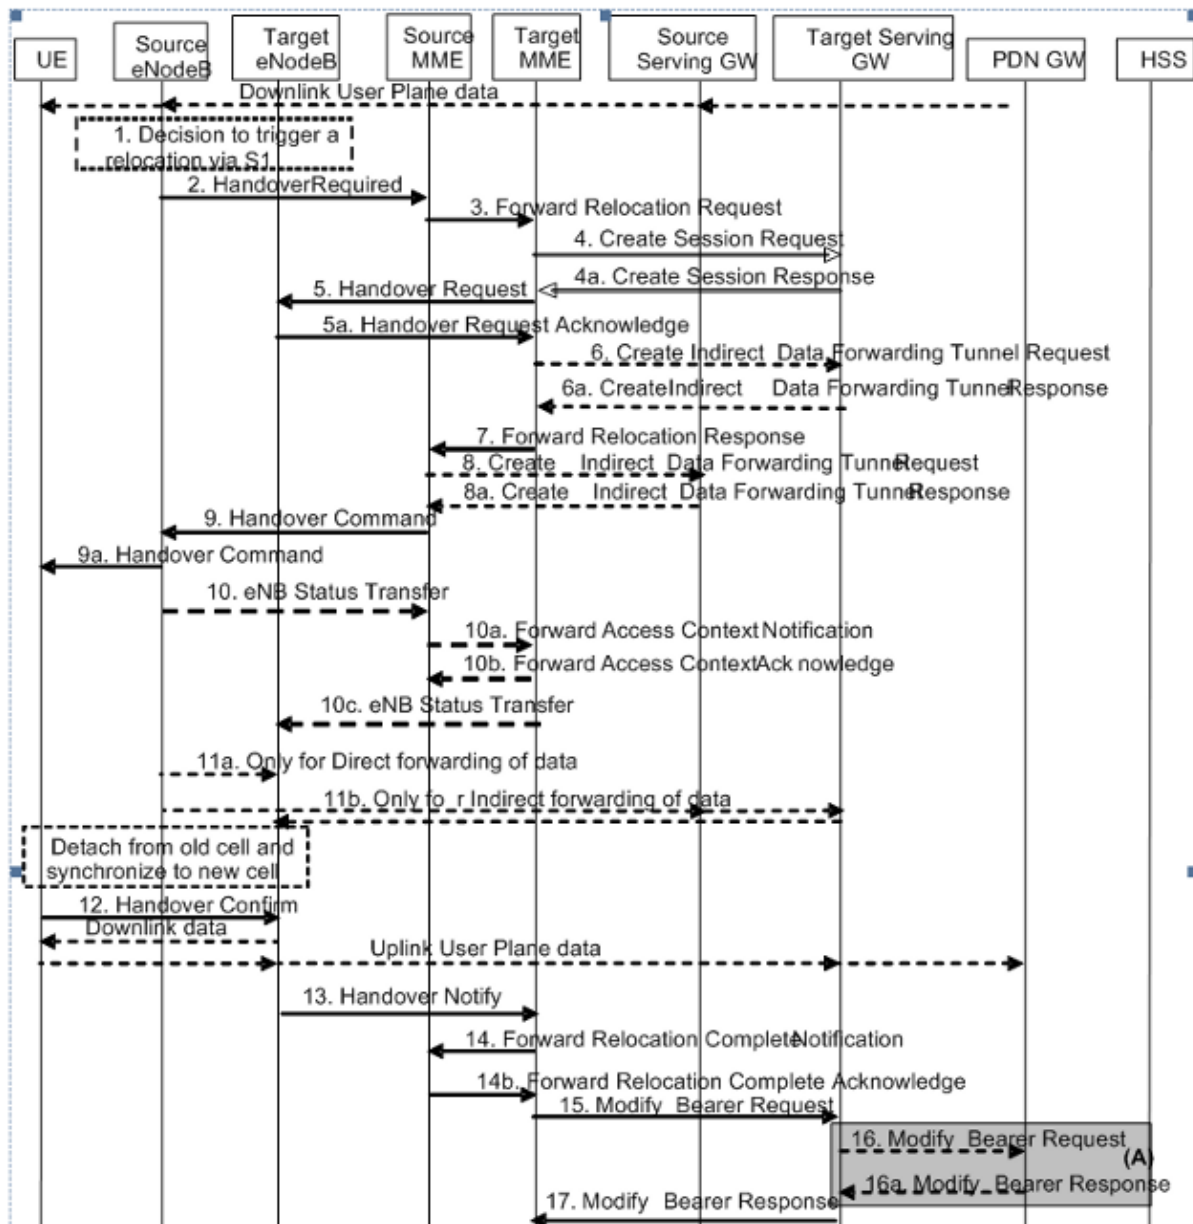 UE
Source
eNodeB
Target
eNodeB
Source
MME
Target
MME
Source
Serving GW
Target Serving
GW
PDN GW
HSS
Downlink User Plane data
1. Decision to trigger a
relocation via S1
2. HandoverRequired
3. Forward Relocation Request
4. Create Session Request
4a. Create Session Response
5. Handover Request
5a. Handover Request Acknowledge
6. Create Indirect Data Forwarding Tunnel Request
6a. CreateIndirect Data Forwarding TunnelResponse
7. Forward Relocation Response
8. Create Indirect Data Forwarding TunnelRequest
8a. Create Indirect Data Forwarding TunnelResponse
9. Handover Command
9a. Handover Command
10. eNB Status Transfer
10a. Forward Access Context Notification
10b. Forward Access ContextAck nowledge
10c. eNB Status Transfer
11a. Only for Direct forwarding of data
11b. Only fo r Indirect forwarding of data
Detach from old cell and
synchronize to new cell
12. Handover Confirm
Downlink data
Uplink User Plane data
13. Handover Notify
14. Forward Relocation CompleteNotification
14b. Forward Relocation Complete Acknowledge
15. Modify Bearer Request
16. Modify Bearer Request
(A)
16a. Modify Bearer Response
17. Modify Bearer Response